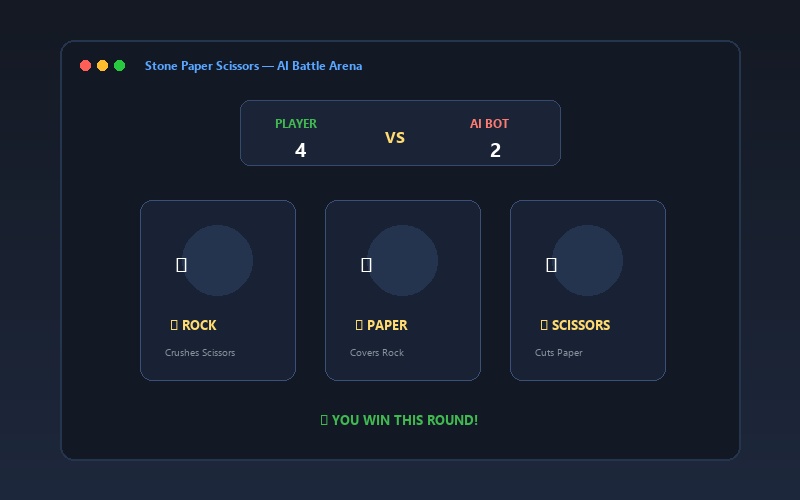 Stone Paper Scissors — AI Battle Arena
PLAYER VS AI BOT
4 2
ROCK PAPER SCISSORS
Crushes Scissors Covers Rock Cuts Paper
YOU WIN THIS ROUND!